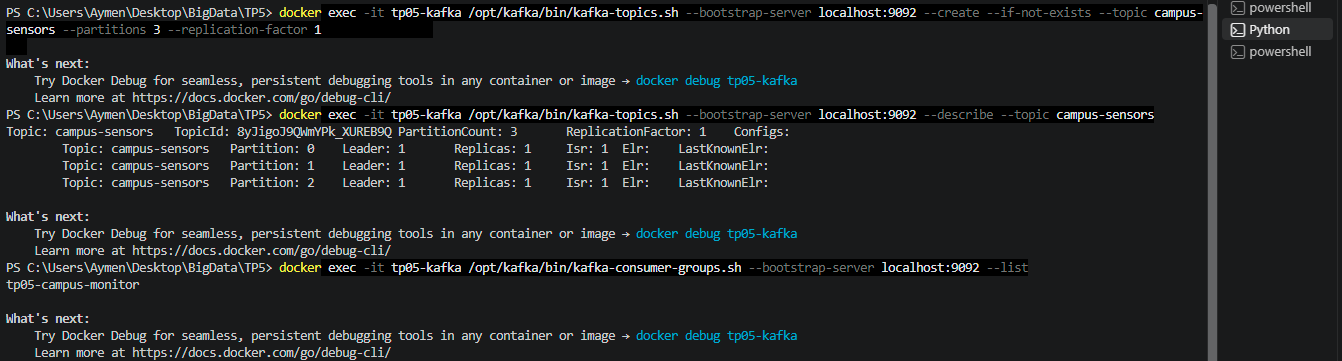 PS C:\Users\Aymen\Desktop\BigData\TP5> docker exec -it tp05-kafka /opt/kafka/bin/kafka-topics.sh --bootstrap-server localhost:9092 --create --if-not-exists --topic campus-
sensors --partitions 3 --replication-factor 1
What's next:
Try Docker Debug for seamless, persistent debugging tools in any container or image → docker debug tp05-kafka
Learn more at https://docs.docker.com/go/debug-cli/
PS C:\Users\Aymen\Desktop\BigData\TP5> docker exec -it tp05-kafka /opt/kafka/bin/kafka-topics.sh --bootstrap-server localhost:9092 --describe --topic campus-sensors
Topic: campus-sensors TopicId: 8yJigoJ9QWmYPk_XUREB9Q PartitionCount: 3 ReplicationFactor: 1 Configs:
Topic: campus-sensors Partition: 0 Leader: 1 Replicas: 1 Isr: 1 Elr: LastKnownElr:
Topic: campus-sensors Partition: 1 Leader: 1 Replicas: 1 Isr: 1 Elr: LastKnownElr:
Topic: campus-sensors Partition: 2 Leader: 1 Replicas: 1 Isr: 1 Elr: LastKnownElr:
What's next:
Try Docker Debug for seamless, persistent debugging tools in any container or image → docker debug tp05-kafka
Learn more at https://docs.docker.com/go/debug-cli/
PS C:\Users\Aymen\Desktop\BigData\TP5> docker exec -it tp05-kafka /opt/kafka/bin/kafka-consumer-groups.sh --bootstrap-server localhost:9092 --list
tp05-campus-monitor
What's next:
Try Docker Debug for seamless, persistent debugging tools in any container or image → docker debug tp05-kafka
Learn more at https://docs.docker.com/go/debug-cli/
powershell
Python
powershell